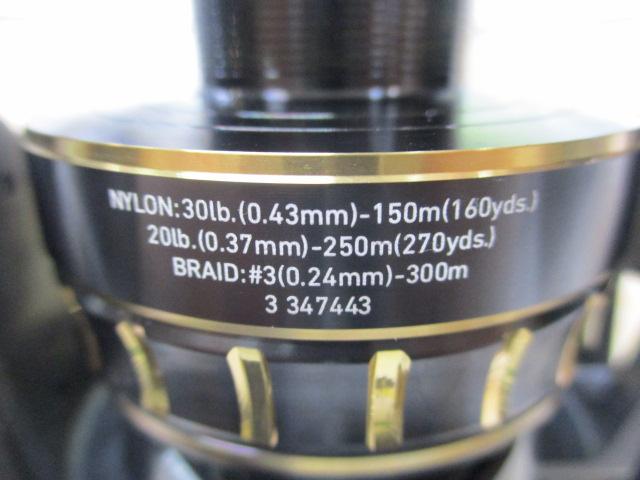 NYLON:30lb.(0.43mm)-150m(160yds.)
20lb.(0.37mm)-250m(270yds.)
BRAID:#3(0.24mm)-300m
3 347443